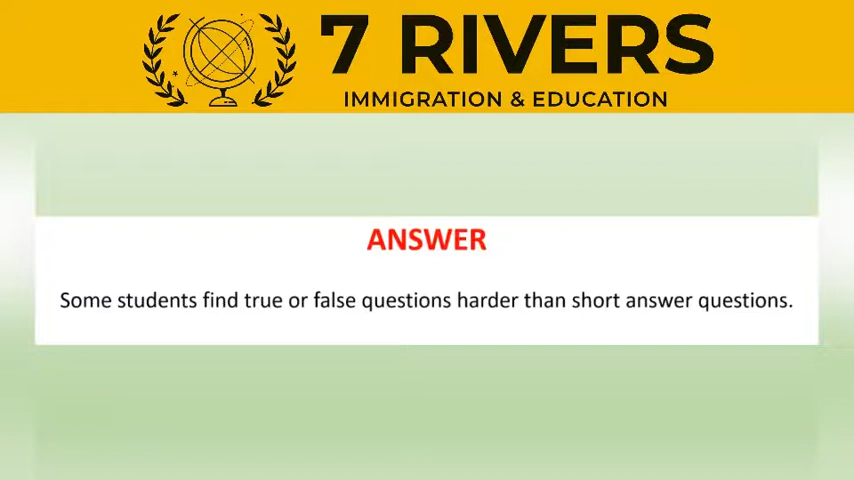 7 RIVERS
IMMIGRATION & EDUCATION
ANSWER
Some students find true or false questions harder than short answer questions.